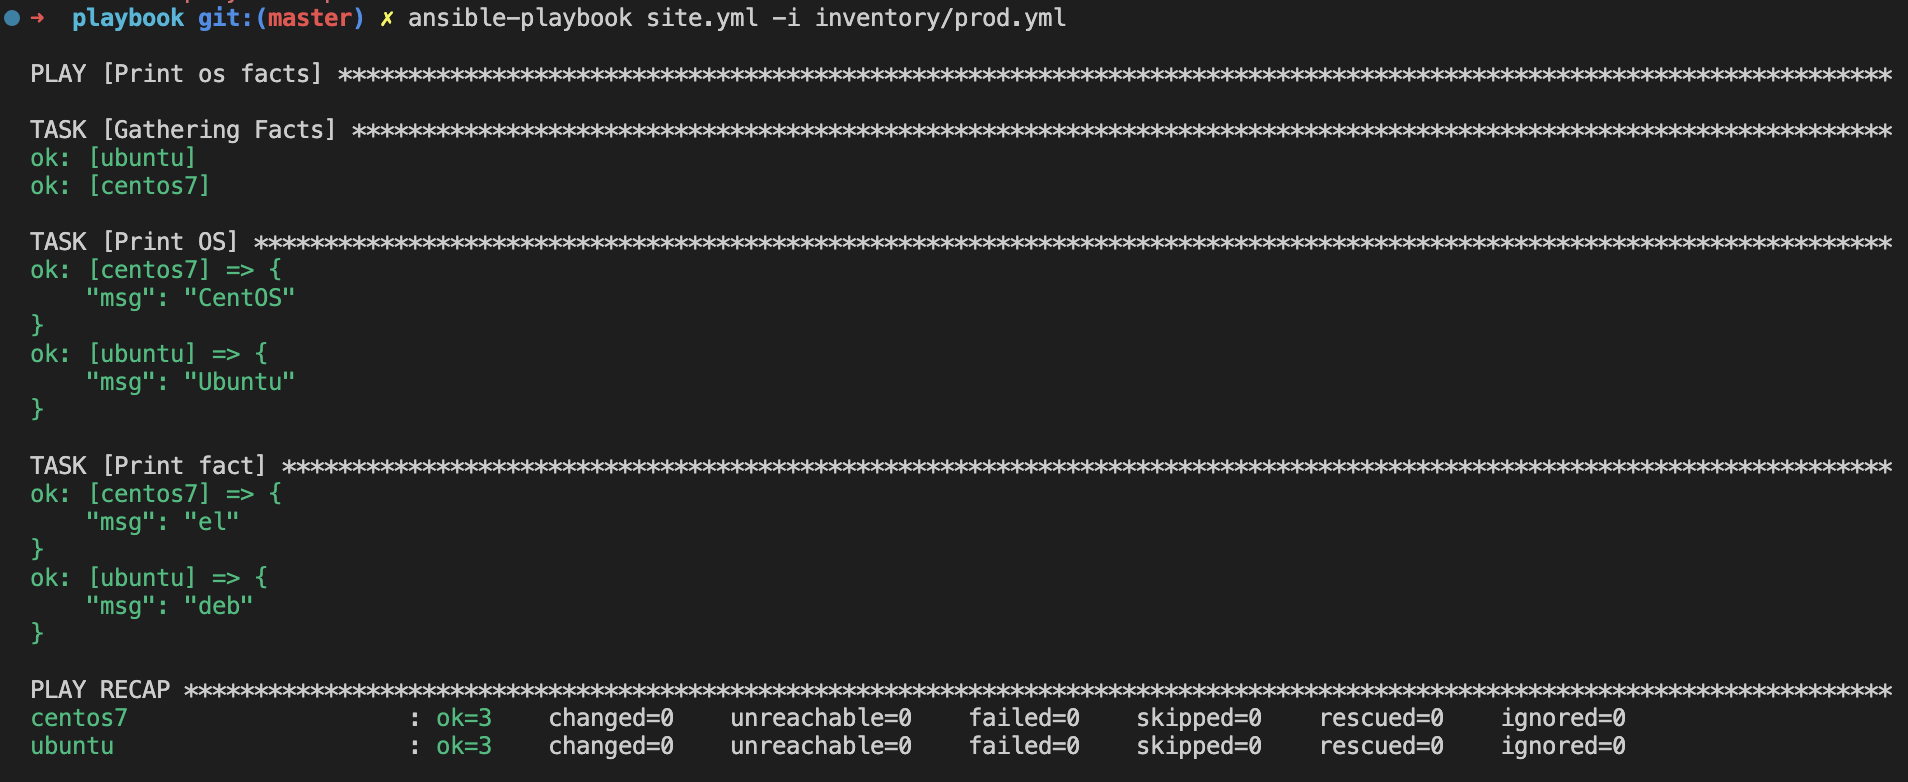 ➜  playbook git:(master) ✗ ansible-playbook site.yml -i inventory/prod.yml
PLAY [Print os facts] ***************************************************************************************************************
TASK [Gathering Facts] **************************************************************************************************************
ok: [ubuntu]
ok: [centos7]
TASK [Print OS] *********************************************************************************************************************
ok: [centos7] => {
    "msg": "CentOS"
}
ok: [ubuntu] => {
    "msg": "Ubuntu"
}
TASK [Print fact] *******************************************************************************************************************
ok: [centos7] => {
    "msg": "el"
}
ok: [ubuntu] => {
    "msg": "deb"
}
PLAY RECAP **************************************************************************************************************************
centos7                    : ok=3    changed=0    unreachable=0    failed=0    skipped=0    rescued=0    ignored=0
ubuntu                     : ok=3    changed=0    unreachable=0    failed=0    skipped=0    rescued=0    ignored=0